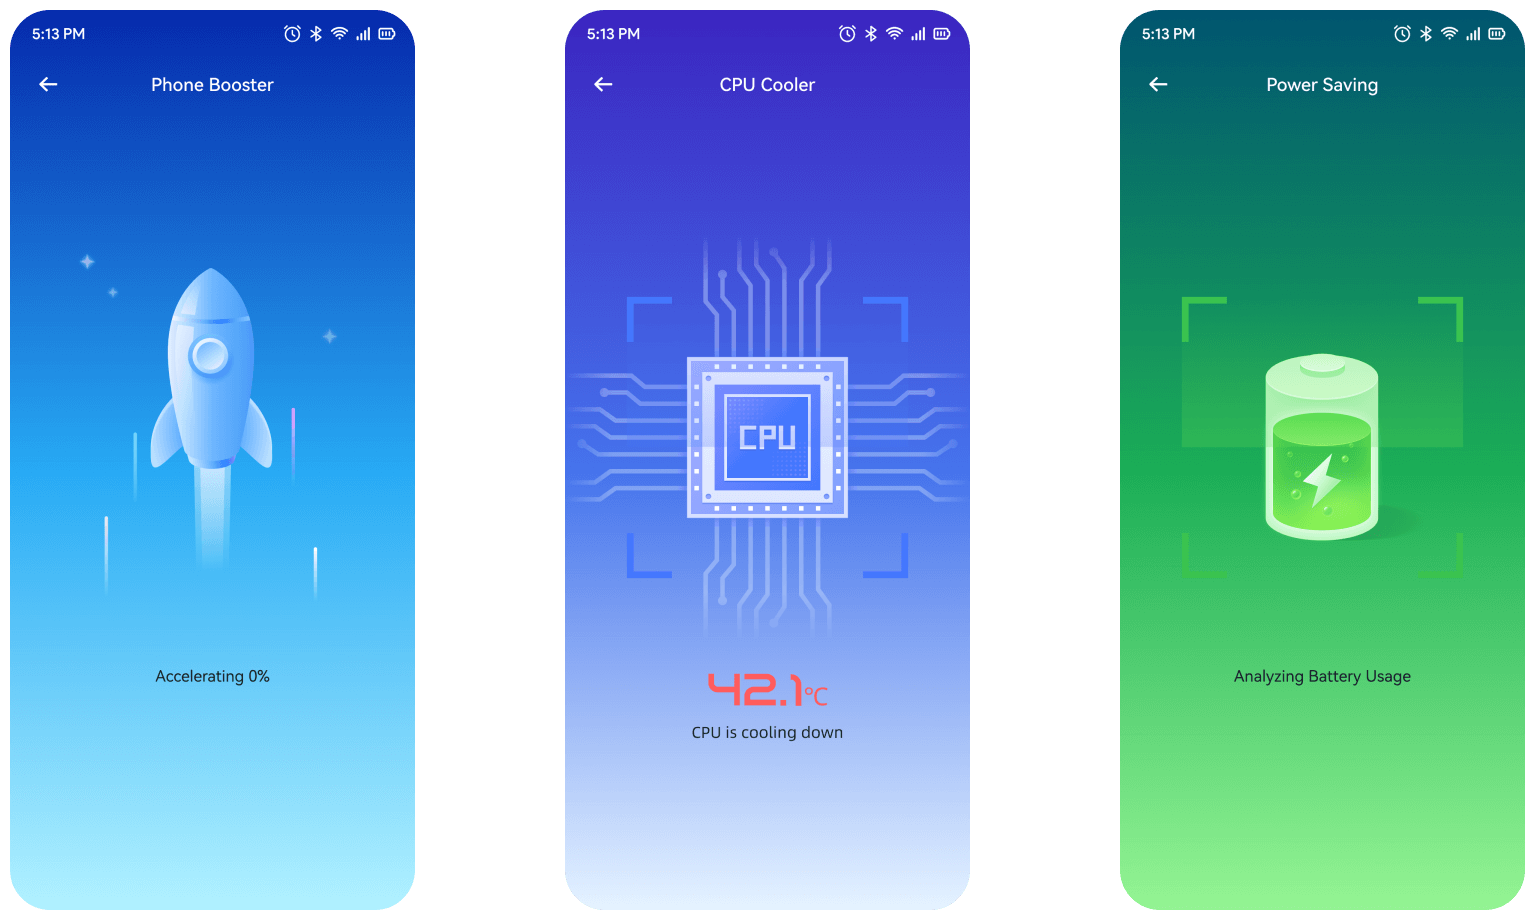 5:13 PM
Phone Booster
Accelerating 0%
5:13 PM
CPU Cooler
CPU
42.1°C
CPU is cooling down
5:13 PM
Power Saving
Analyzing Battery Usage